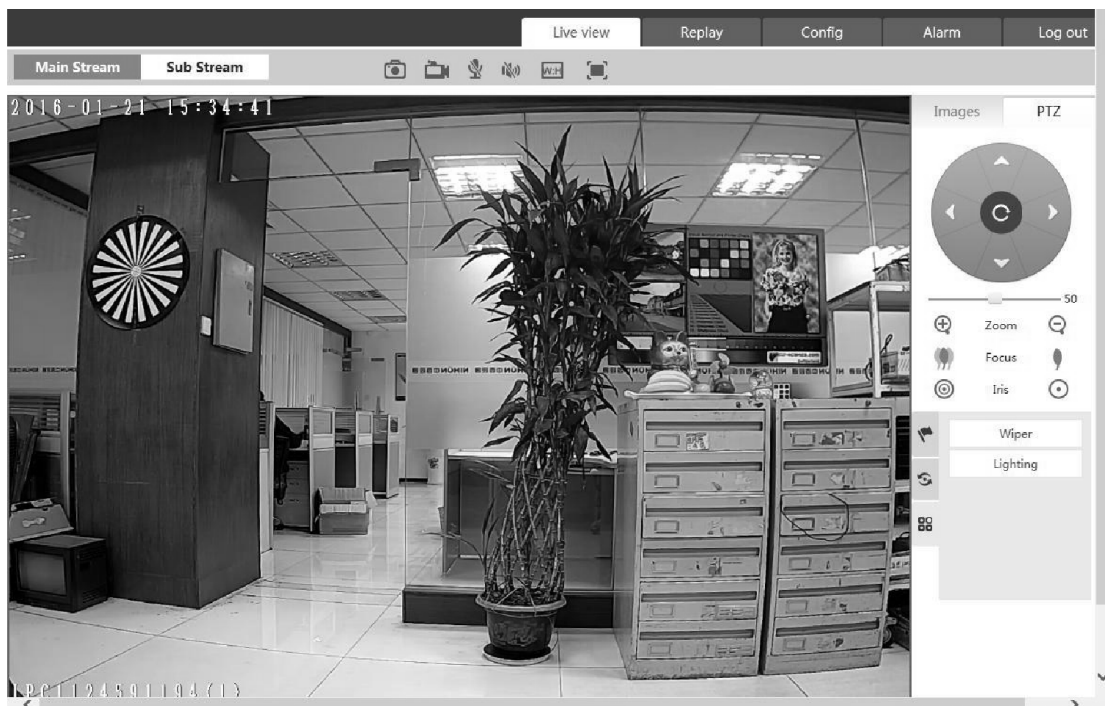 Live view Replay Config Alarm Log out
Main Stream Sub Stream
W:H
2016-01-21 15:34:41
Images PTZ
50
Zoom
Focus
Iris
Wiper
Lighting
IPC1124591194(1)